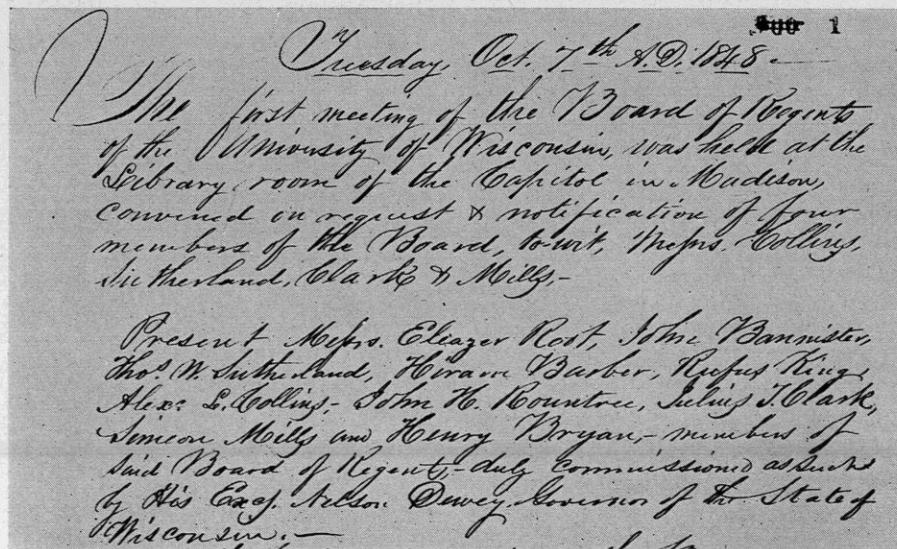 1
Tuesday, Oct. 7th A.D. 1848.
The first meeting of the Board of Regents
of the University of Wisconsin, was held at the
Library room of the Capitol in Madison,
convened on request & notification of four
members of the Board, to wit, Messrs. Collins,
Sutherland, Clark & Mills,-
Present Messrs. Eleazer Root, John Bannister,
Thos. W. Sutherland, Hiram Barber, Rufus King,
Alexr. L. Collins,- John H. Rountree, Julius T. Clark,
Simeon Mills and Henry Bryan,- members of
said Board of Regents,- duly commissioned as such
by His Excy. Nelson Dewey Governor of the State of
Wisconsin.-